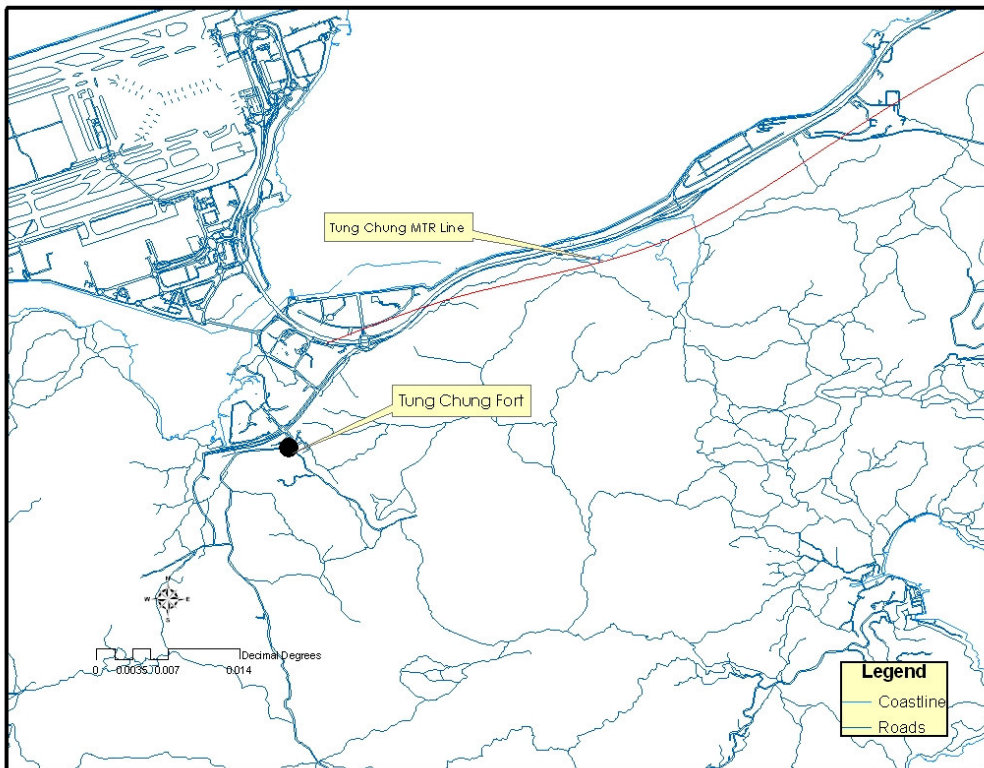 Tung Chung MTR Line
Tung Chung Fort
N
W E
S
Decimal Degrees
0 0.0035 0.007 0.014
Legend
Coastline
Roads